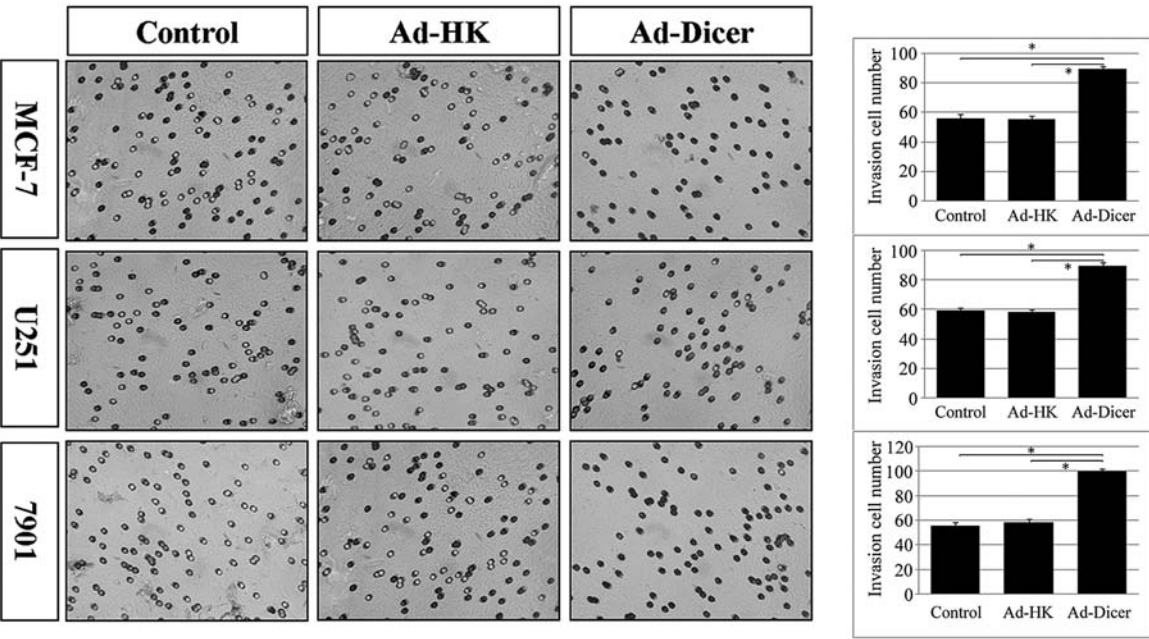 Control
Ad-HK
Ad-Dicer
MCF-7
U251
7901
Invasion cell number
100
80
60
40
20
0
*
*
Control
Ad-HK
Ad-Dicer
Invasion cell number
100
80
60
40
20
0
*
*
Control
Ad-HK
Ad-Dicer
Invasion cell number
120
100
80
60
40
20
0
*
*
Control
Ad-HK
Ad-Dicer